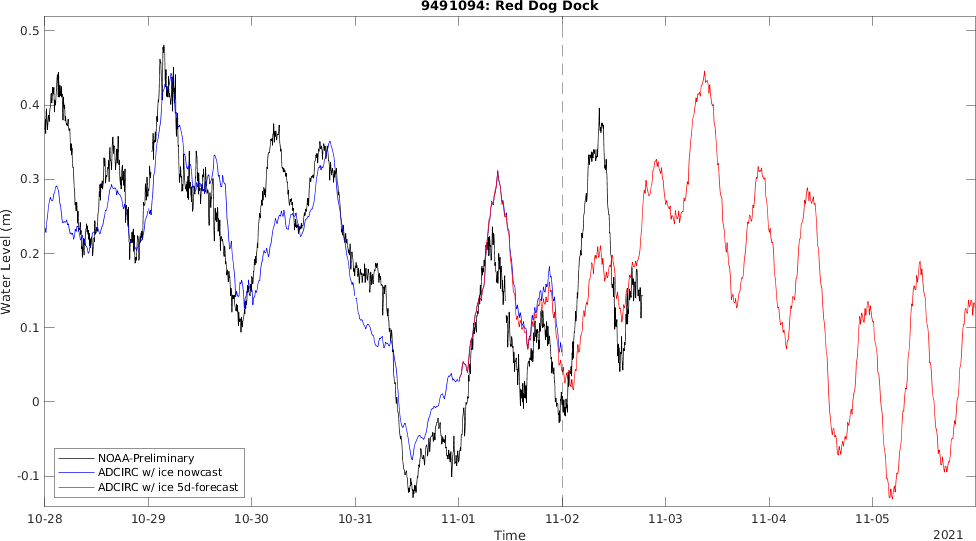 9491094: Red Dog Dock
0.5
0.4
0.3
0.2
0.1
0
-0.1
Water Level (m)
NOAA-Preliminary
ADCIRC w/ ice nowcast
ADCIRC w/ ice 5d-forecast
10-28 10-29 10-30 10-31 11-01 11-02 11-03 11-04 11-05
Time
2021